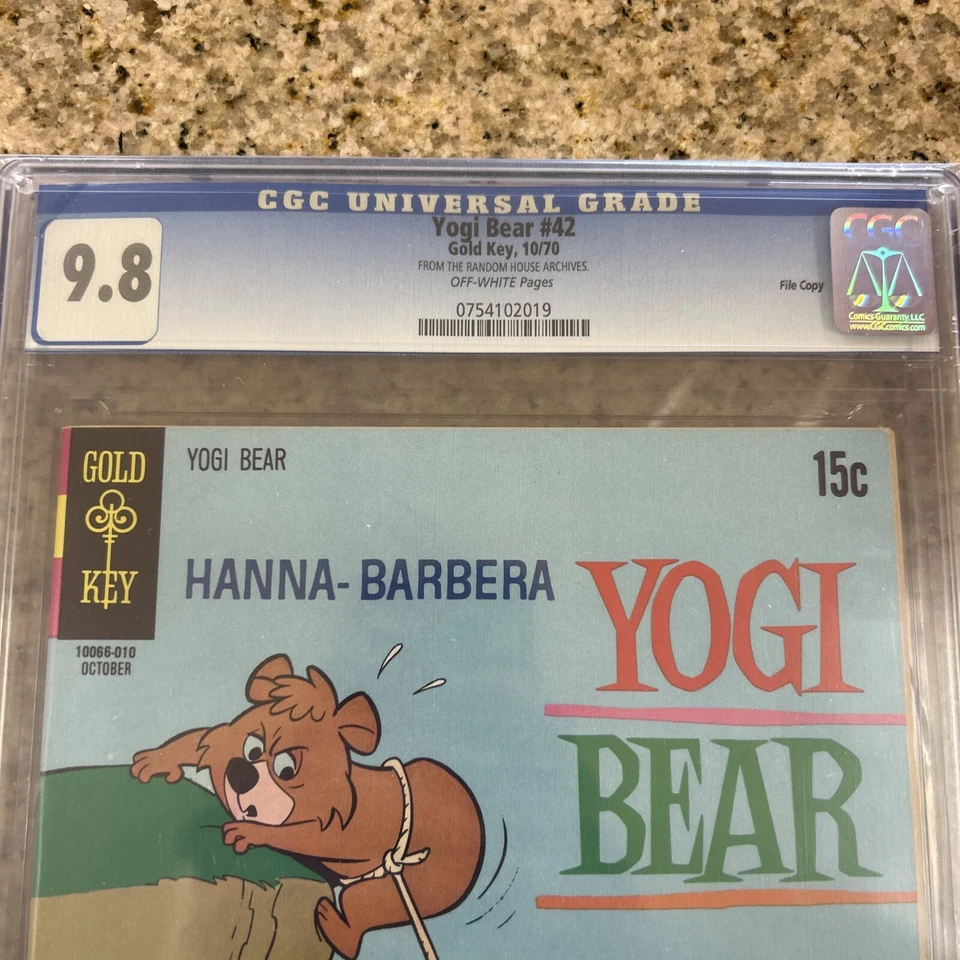 CGC UNIVERSAL GRADE
9.8
Yogi Bear #42
Gold Key, 10/70
FROM THE RANDOM HOUSE ARCHIVES.
OFF-WHITE Pages
File Copy
0754102019
CGC
Comics Guaranty, LLC
www.CGCcomics.com
GOLD
KEY
YOGI BEAR
15c
10066-010
OCTOBER
HANNA-BARBERA
YOGI
BEAR